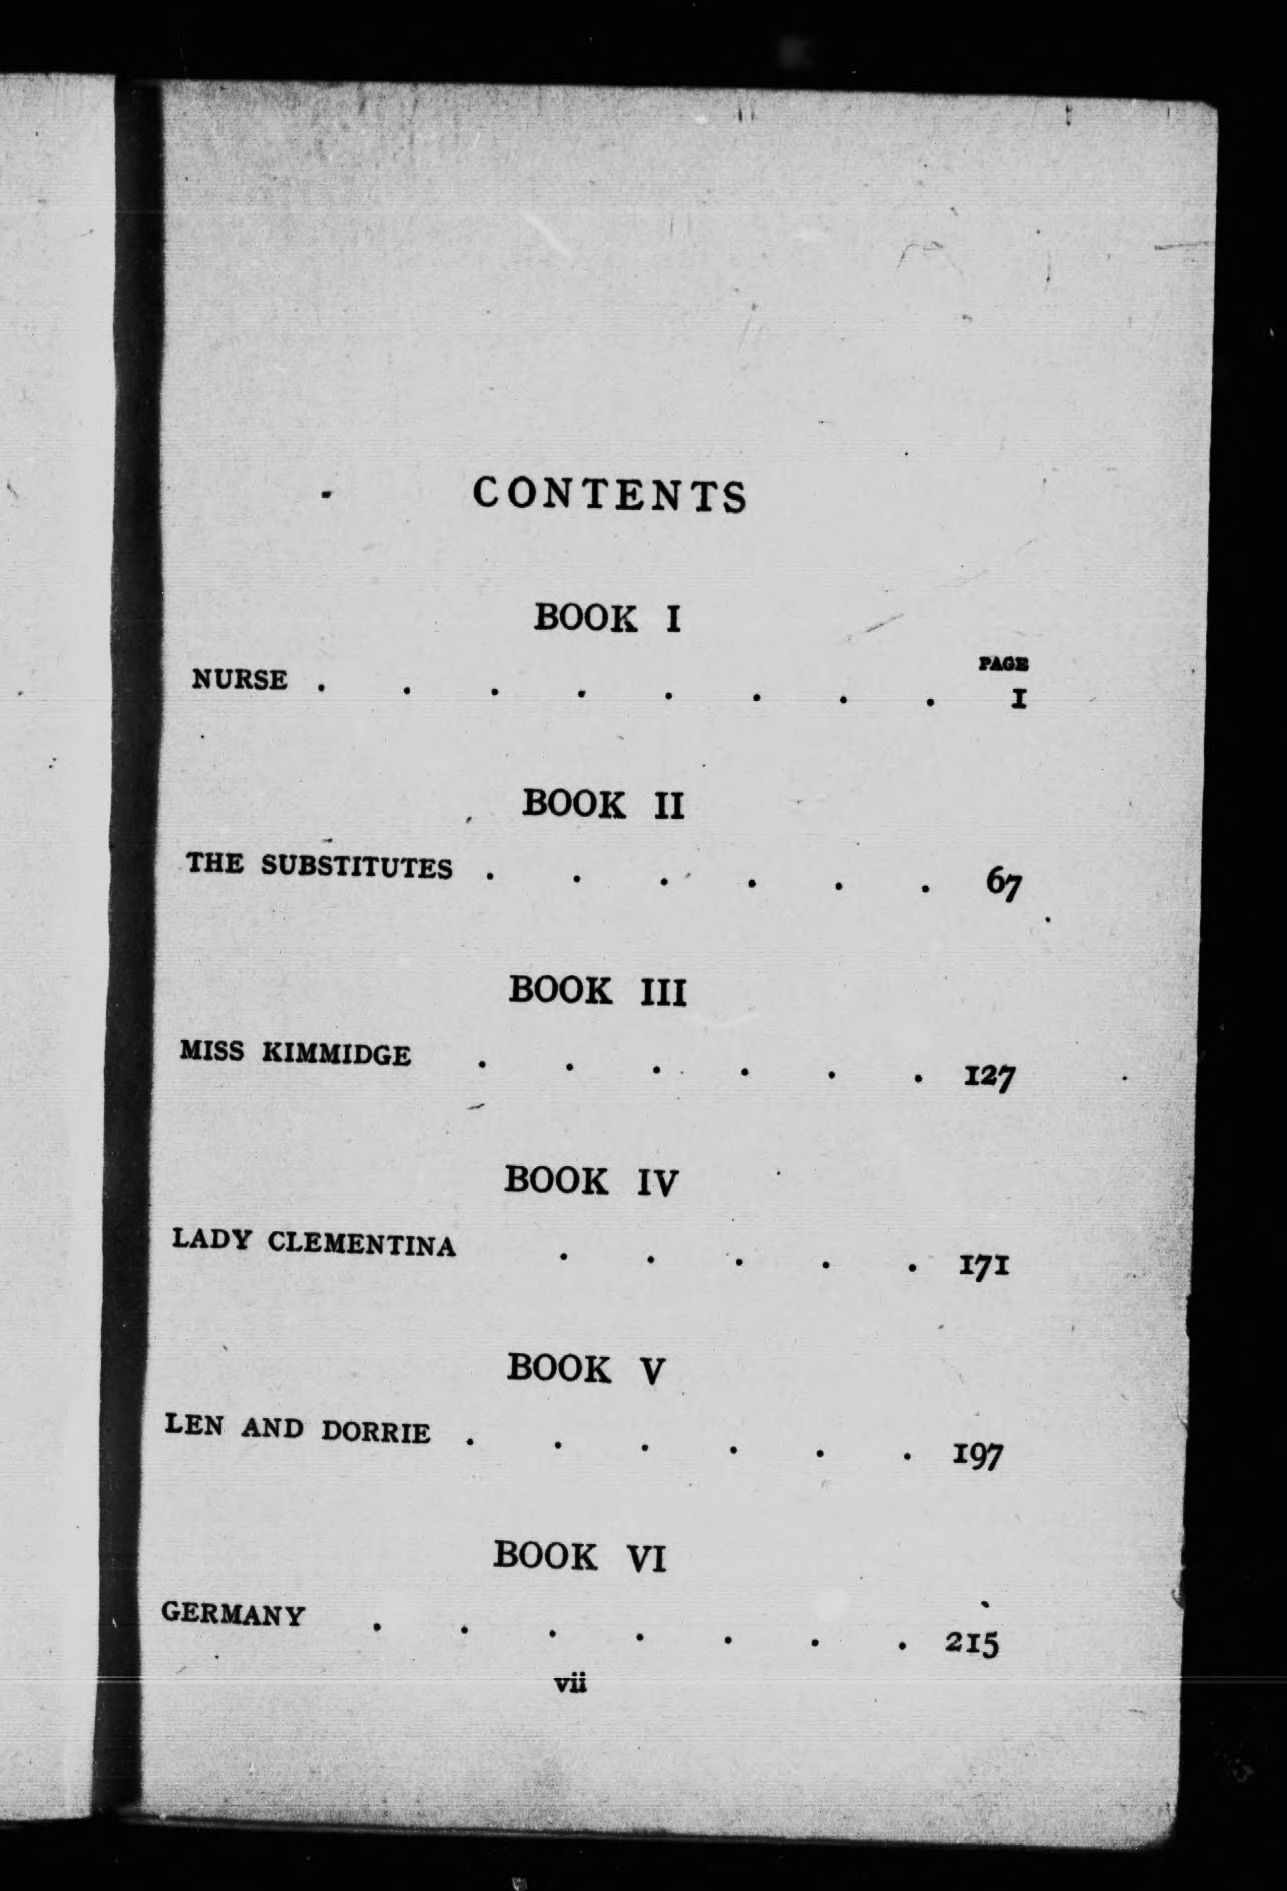 CONTENTS
BOOK I
PAGE
NURSE . . . . . . . . 1
BOOK II
THE SUBSTITUTES . . . . . . 67
BOOK III
MISS KIMMIDGE . . . . . . 127
BOOK IV
LADY CLEMENTINA . . . . . 171
BOOK V
LEN AND DORRIE . . . . . . 197
BOOK VI
GERMANY . . . . . . . 215
vii